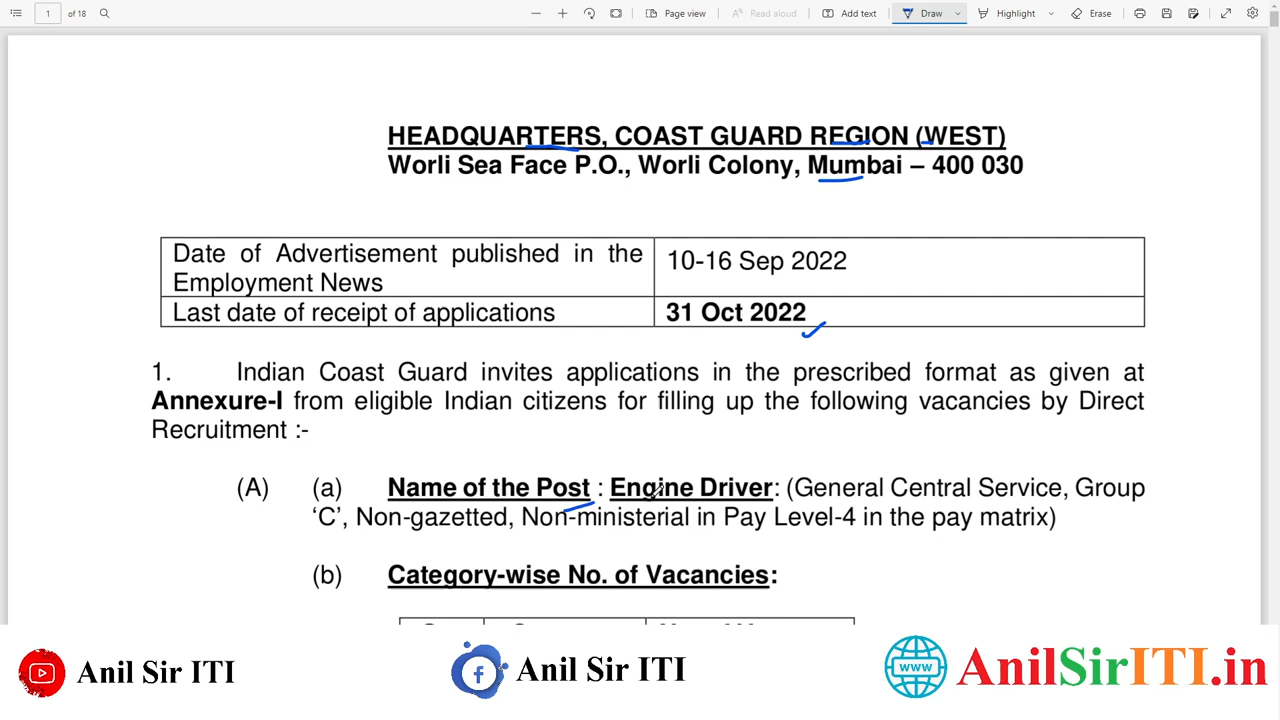 1 of 18 Page view Read aloud Add text Draw Highlight Erase
HEADQUARTERS, COAST GUARD REGION (WEST)
Worli Sea Face P.O., Worli Colony, Mumbai – 400 030
Date of Advertisement published in the
Employment News
10-16 Sep 2022
Last date of receipt of applications
31 Oct 2022
1. Indian Coast Guard invites applications in the prescribed format as given at
Annexure-I from eligible Indian citizens for filling up the following vacancies by Direct
Recruitment :-
(A) (a) Name of the Post : Engine Driver: (General Central Service, Group
‘C’, Non-gazetted, Non-ministerial in Pay Level-4 in the pay matrix)
(b) Category-wise No. of Vacancies:
Anil Sir ITI
f Anil Sir ITI
www AnilSirITI.in